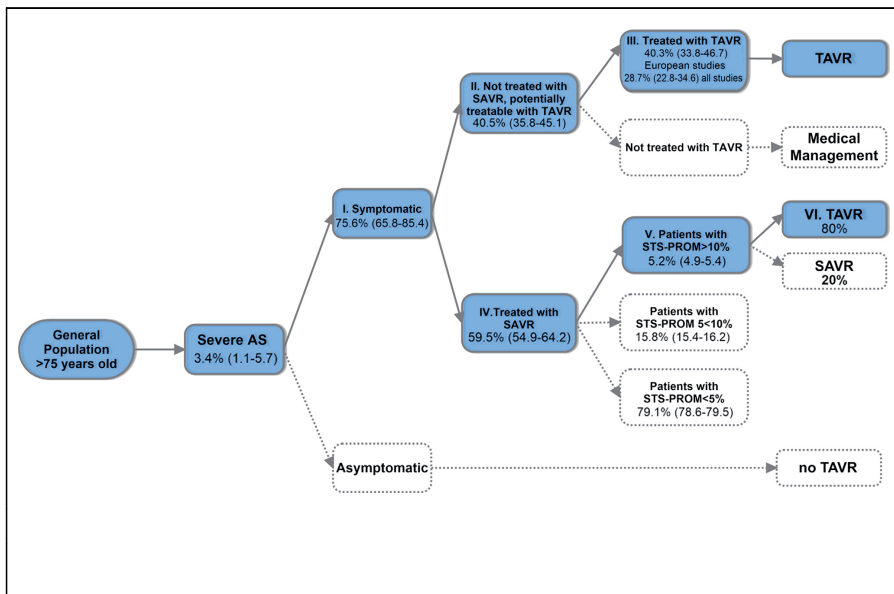 General
Population
>75 years old
Severe AS
3.4% (1.1-5.7)
I. Symptomatic
75.6% (65.8-85.4)
Asymptomatic
II. Not treated with
SAVR, potentially
treatable with TAVR
40.5% (35.8-45.1)
IV.Treated with
SAVR
59.5% (54.9-64.2)
III. Treated with TAVR
40.3% (33.8-46.7)
European studies
28.7% (22.8-34.6) all studies
Not treated with TAVR
V. Patients with
STS-PROM>10%
5.2% (4.9-5.4)
Patients with
STS-PROM 5<10%
15.8% (15.4-16.2)
Patients with
STS-PROM<5%
79.1% (78.6-79.5)
TAVR
Medical
Management
VI. TAVR
80%
SAVR
20%
no TAVR